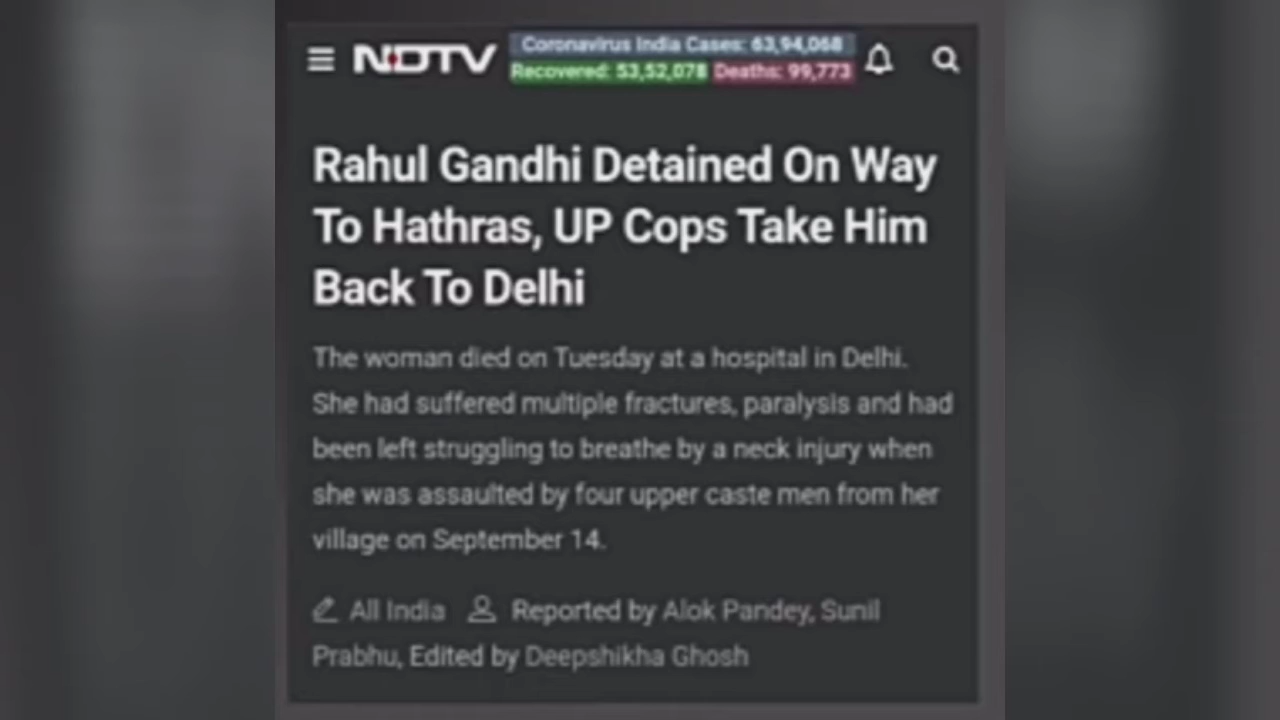 NDTV
Coronavirus India Cases: 63,94,068
Recovered: 53,52,078 Deaths: 99,773
Rahul Gandhi Detained On Way
To Hathras, UP Cops Take Him
Back To Delhi
The woman died on Tuesday at a hospital in Delhi.
She had suffered multiple fractures, paralysis and had
been left struggling to breathe by a neck injury when
she was assaulted by four upper caste men from her
village on September 14.
All India Reported by Alok Pandey, Sunil
Prabhu, Edited by Deepshikha Ghosh